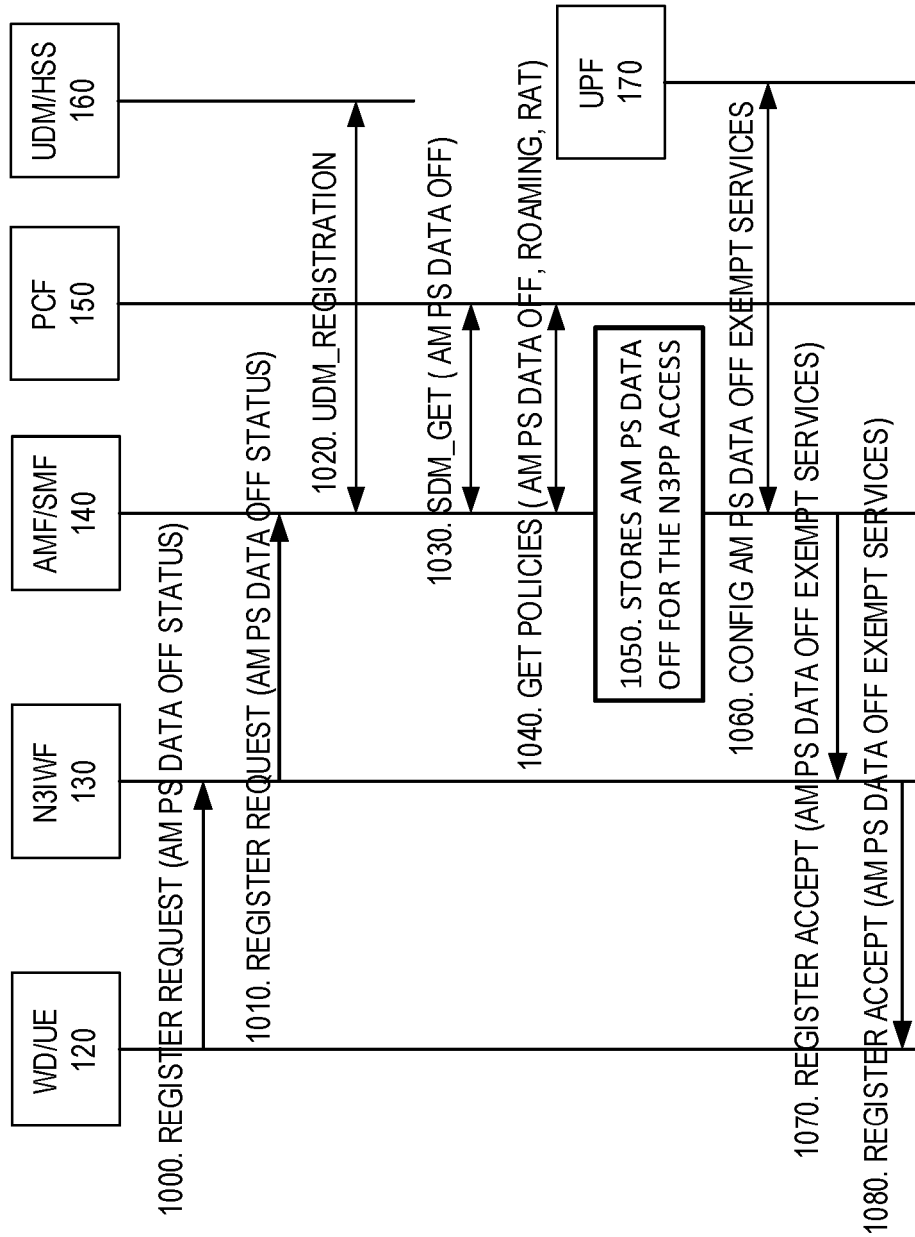 WD/UE
120
N3IWF
130
AMF/SMF
140
PCF
150
UDM/HSS
160
1000. REGISTER REQUEST (AM PS DATA OFF STATUS)
1010. REGISTER REQUEST (AM PS DATA OFF STATUS)
1020. UDM_REGISTRATION
1030. SDM_GET ( AM PS DATA OFF)
1040. GET POLICIES ( AM PS DATA OFF, ROAMING, RAT)
UPF
170
1050. STORES AM PS DATA
OFF FOR THE N3PP ACCESS
1060. CONFIG AM PS DATA OFF EXEMPT SERVICES
1070. REGISTER ACCEPT (AM PS DATA OFF EXEMPT SERVICES)
1080. REGISTER ACCEPT (AM PS DATA OFF EXEMPT SERVICES)